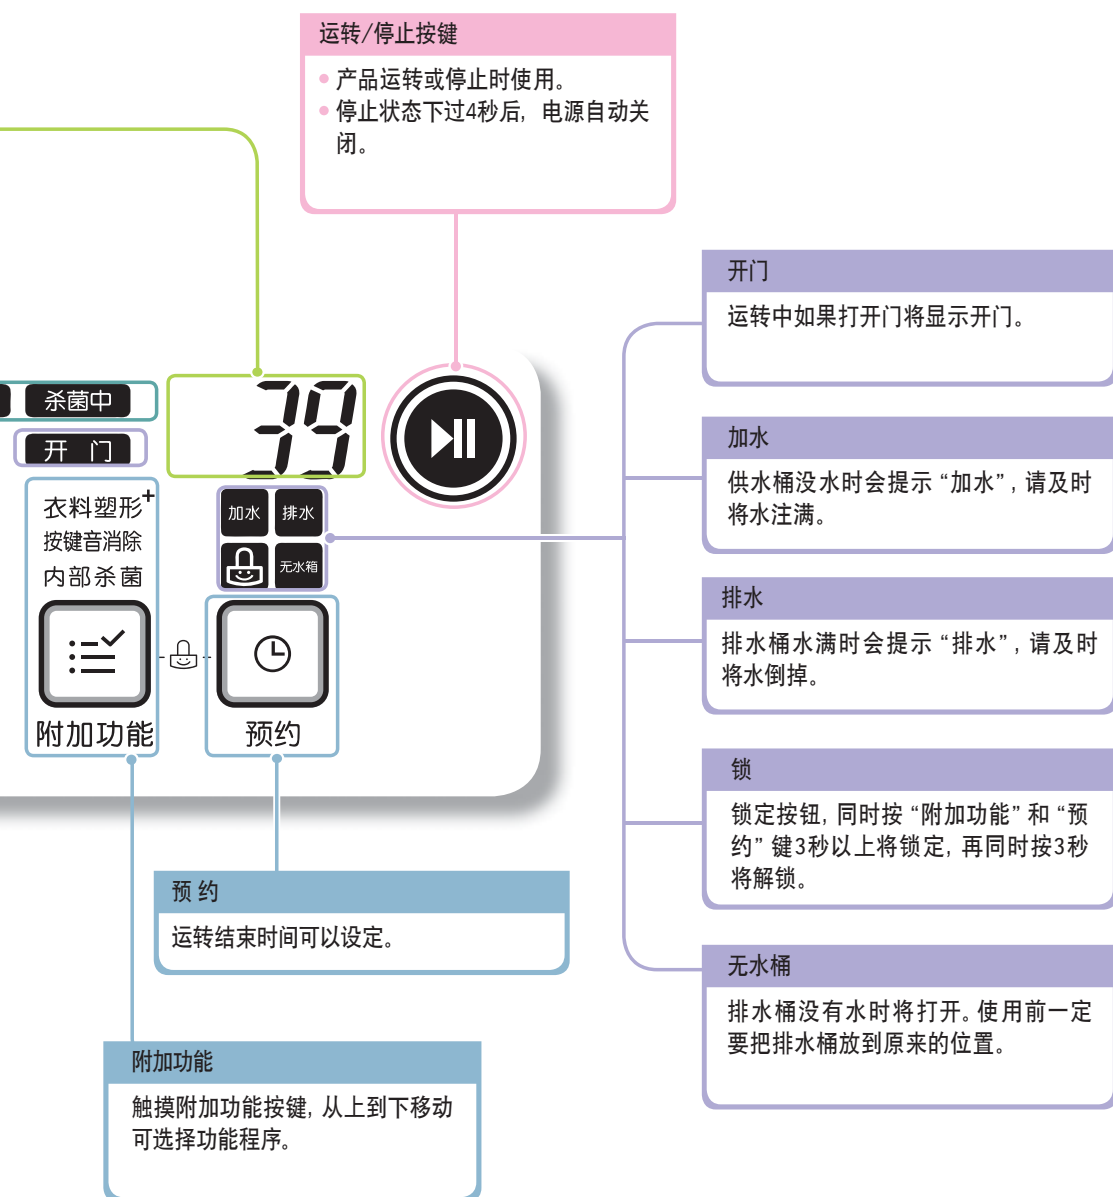 运转/停止按键
• 产品运转或停止时使用。
• 停止状态下过4秒后, 电源自动关
闭。
开门
运转中如果打开门将显示开门。
杀菌中
39
开 门
加水
供水桶没水时会提示 “加水”, 请及时
将水注满。
衣料塑形+
按键音消除
内部杀菌
加水 排水
无水箱
排水
排水桶水满时会提示 “排水”, 请及时
将水倒掉。
附加功能
预约
锁
锁定按钮, 同时按 “附加功能” 和 “预
约” 键3秒以上将锁定, 再同时按3秒
将解锁。
预 约
运转结束时间可以设定。
无水桶
排水桶没有水时将打开。使用前一定
要把排水桶放到原来的位置。
附加功能
触摸附加功能按键, 从上到下移动
可选择功能程序。